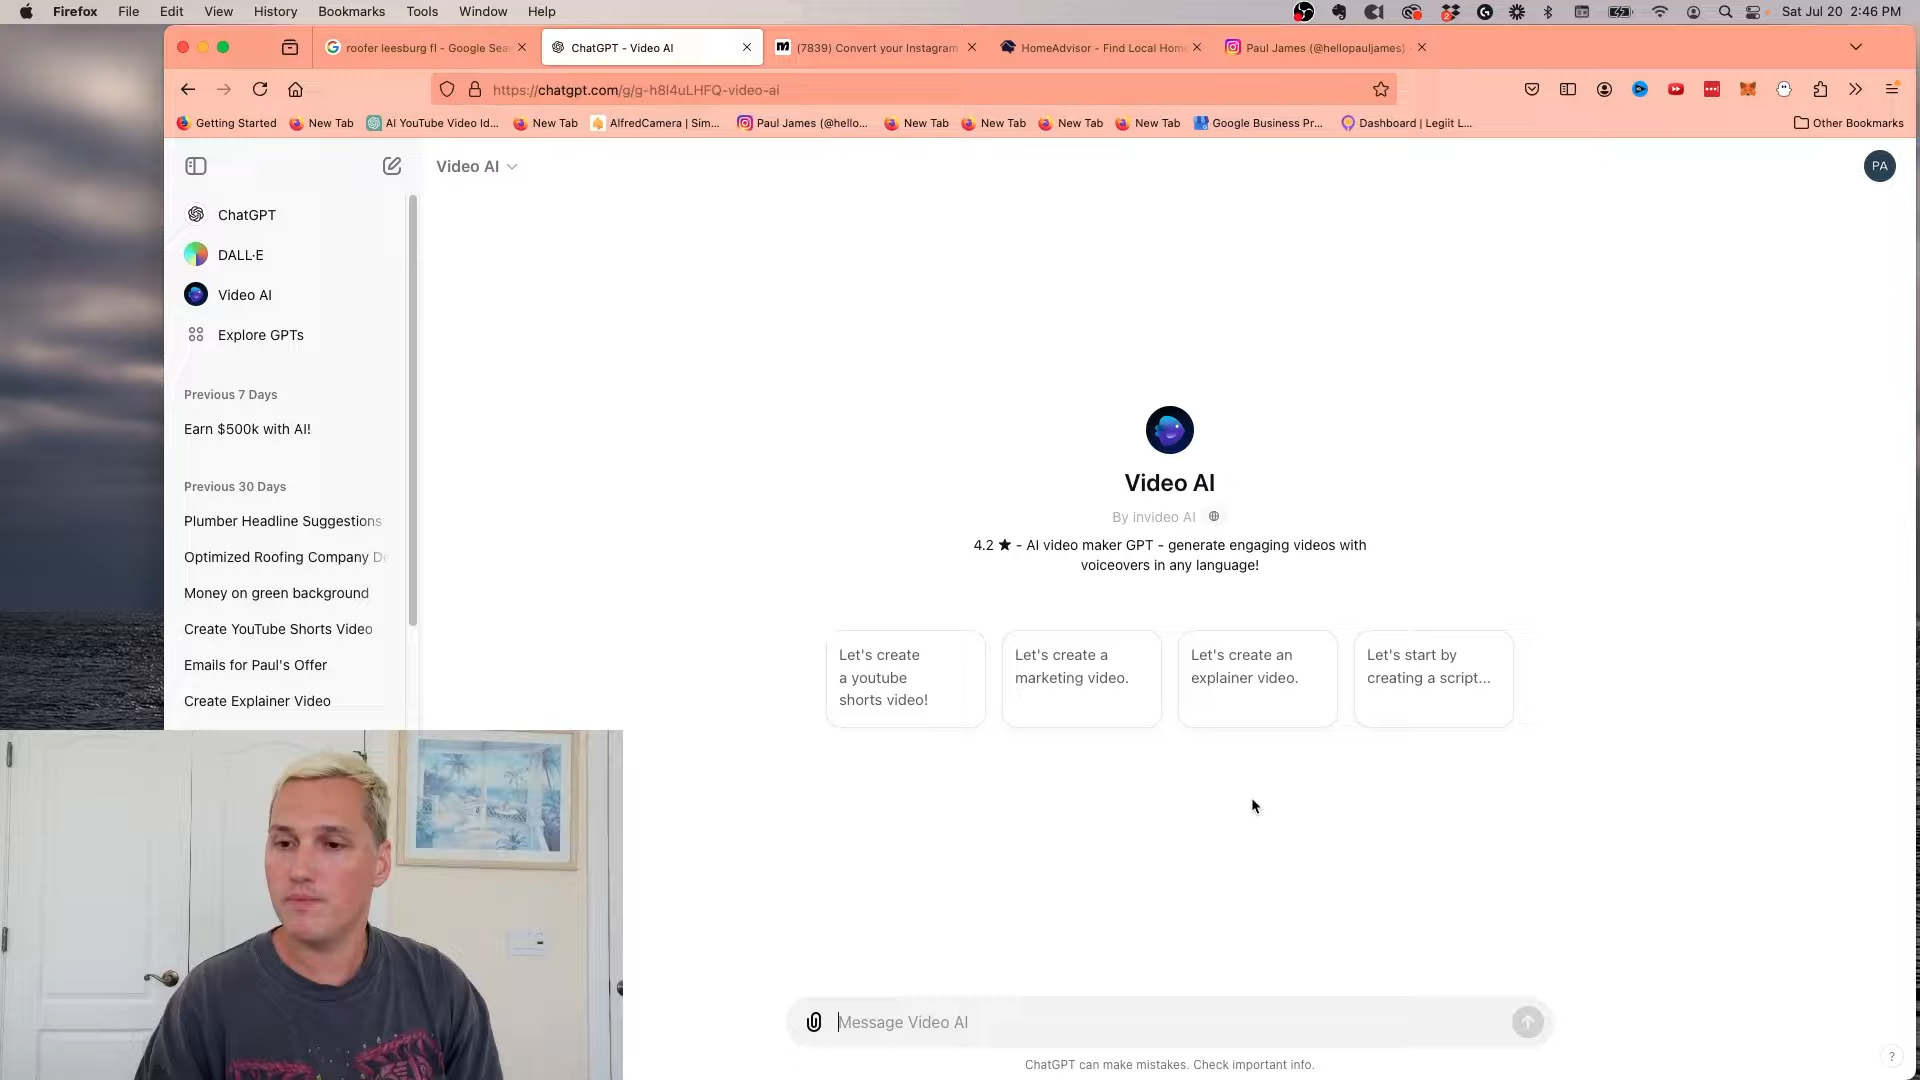 Firefox File Edit View History Bookmarks Tools Window Help
2
Sat Jul 20 2:46 PM
roofer leesburg fl - Google Sea
ChatGPT - Video AI
(7839) Convert your Instagram
HomeAdvisor - Find Local Home
Paul James (@hellopauljames)
https://chatgpt.com/g/g-h8l4uLHFQ-video-ai
Getting Started
New Tab
AI YouTube Video Id...
New Tab
AlfredCamera | Sim...
Paul James (@hello...
New Tab
New Tab
New Tab
New Tab
Google Business Pr...
Dashboard | Legiit L...
Other Bookmarks
Video AI
PA
ChatGPT
DALL·E
Video AI
Explore GPTs
Previous 7 Days
Earn $500k with AI!
Previous 30 Days
Plumber Headline Suggestions
Optimized Roofing Company De
Money on green background
Create YouTube Shorts Video
Emails for Paul's Offer
Create Explainer Video
Video AI
By invideo AI
4.2 ★ - AI video maker GPT - generate engaging videos with
voiceovers in any language!
Let's create
a youtube
shorts video!
Let's create a
marketing video.
Let's create an
explainer video.
Let's start by
creating a script...
Message Video AI
ChatGPT can make mistakes. Check important info.
?